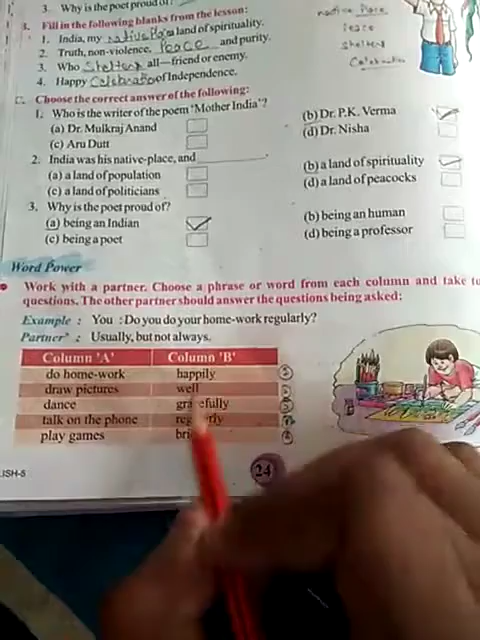 3. Why is the poet proud of?
B. Fill in the following blanks from the lesson:
1. India, my native Place land of spirituality.
2. Truth, non-violence, Peace and purity.
3. Who Shelters all—friend or enemy.
4. Happy Celebration of Independence.
native Place
Peace
Shelters
Celebration
C. Choose the correct answer of the following:
1. Who is the writer of the poem 'Mother India'?
(a) Dr. Mulkraj Anand
(b) Dr. P.K. Verma
(c) Aru Dutt
(d) Dr. Nisha
2. India was his native-place, and ____________.
(a) a land of population
(b) a land of spirituality
(c) a land of politicians
(d) a land of peacocks
3. Why is the poet proud of?
(a) being an Indian
(b) being an human
(c) being a poet
(d) being a professor
Word Power
Work with a partner. Choose a phrase or word from each column and take
questions. The other partner should answer the questions being asked:
Example : You : Do you do your home-work regularly?
Partner : Usually, but not always.
Column 'A' Column 'B'
do home-work happily
draw pictures well
dance
talk on the phone
play games
ISH-5
24